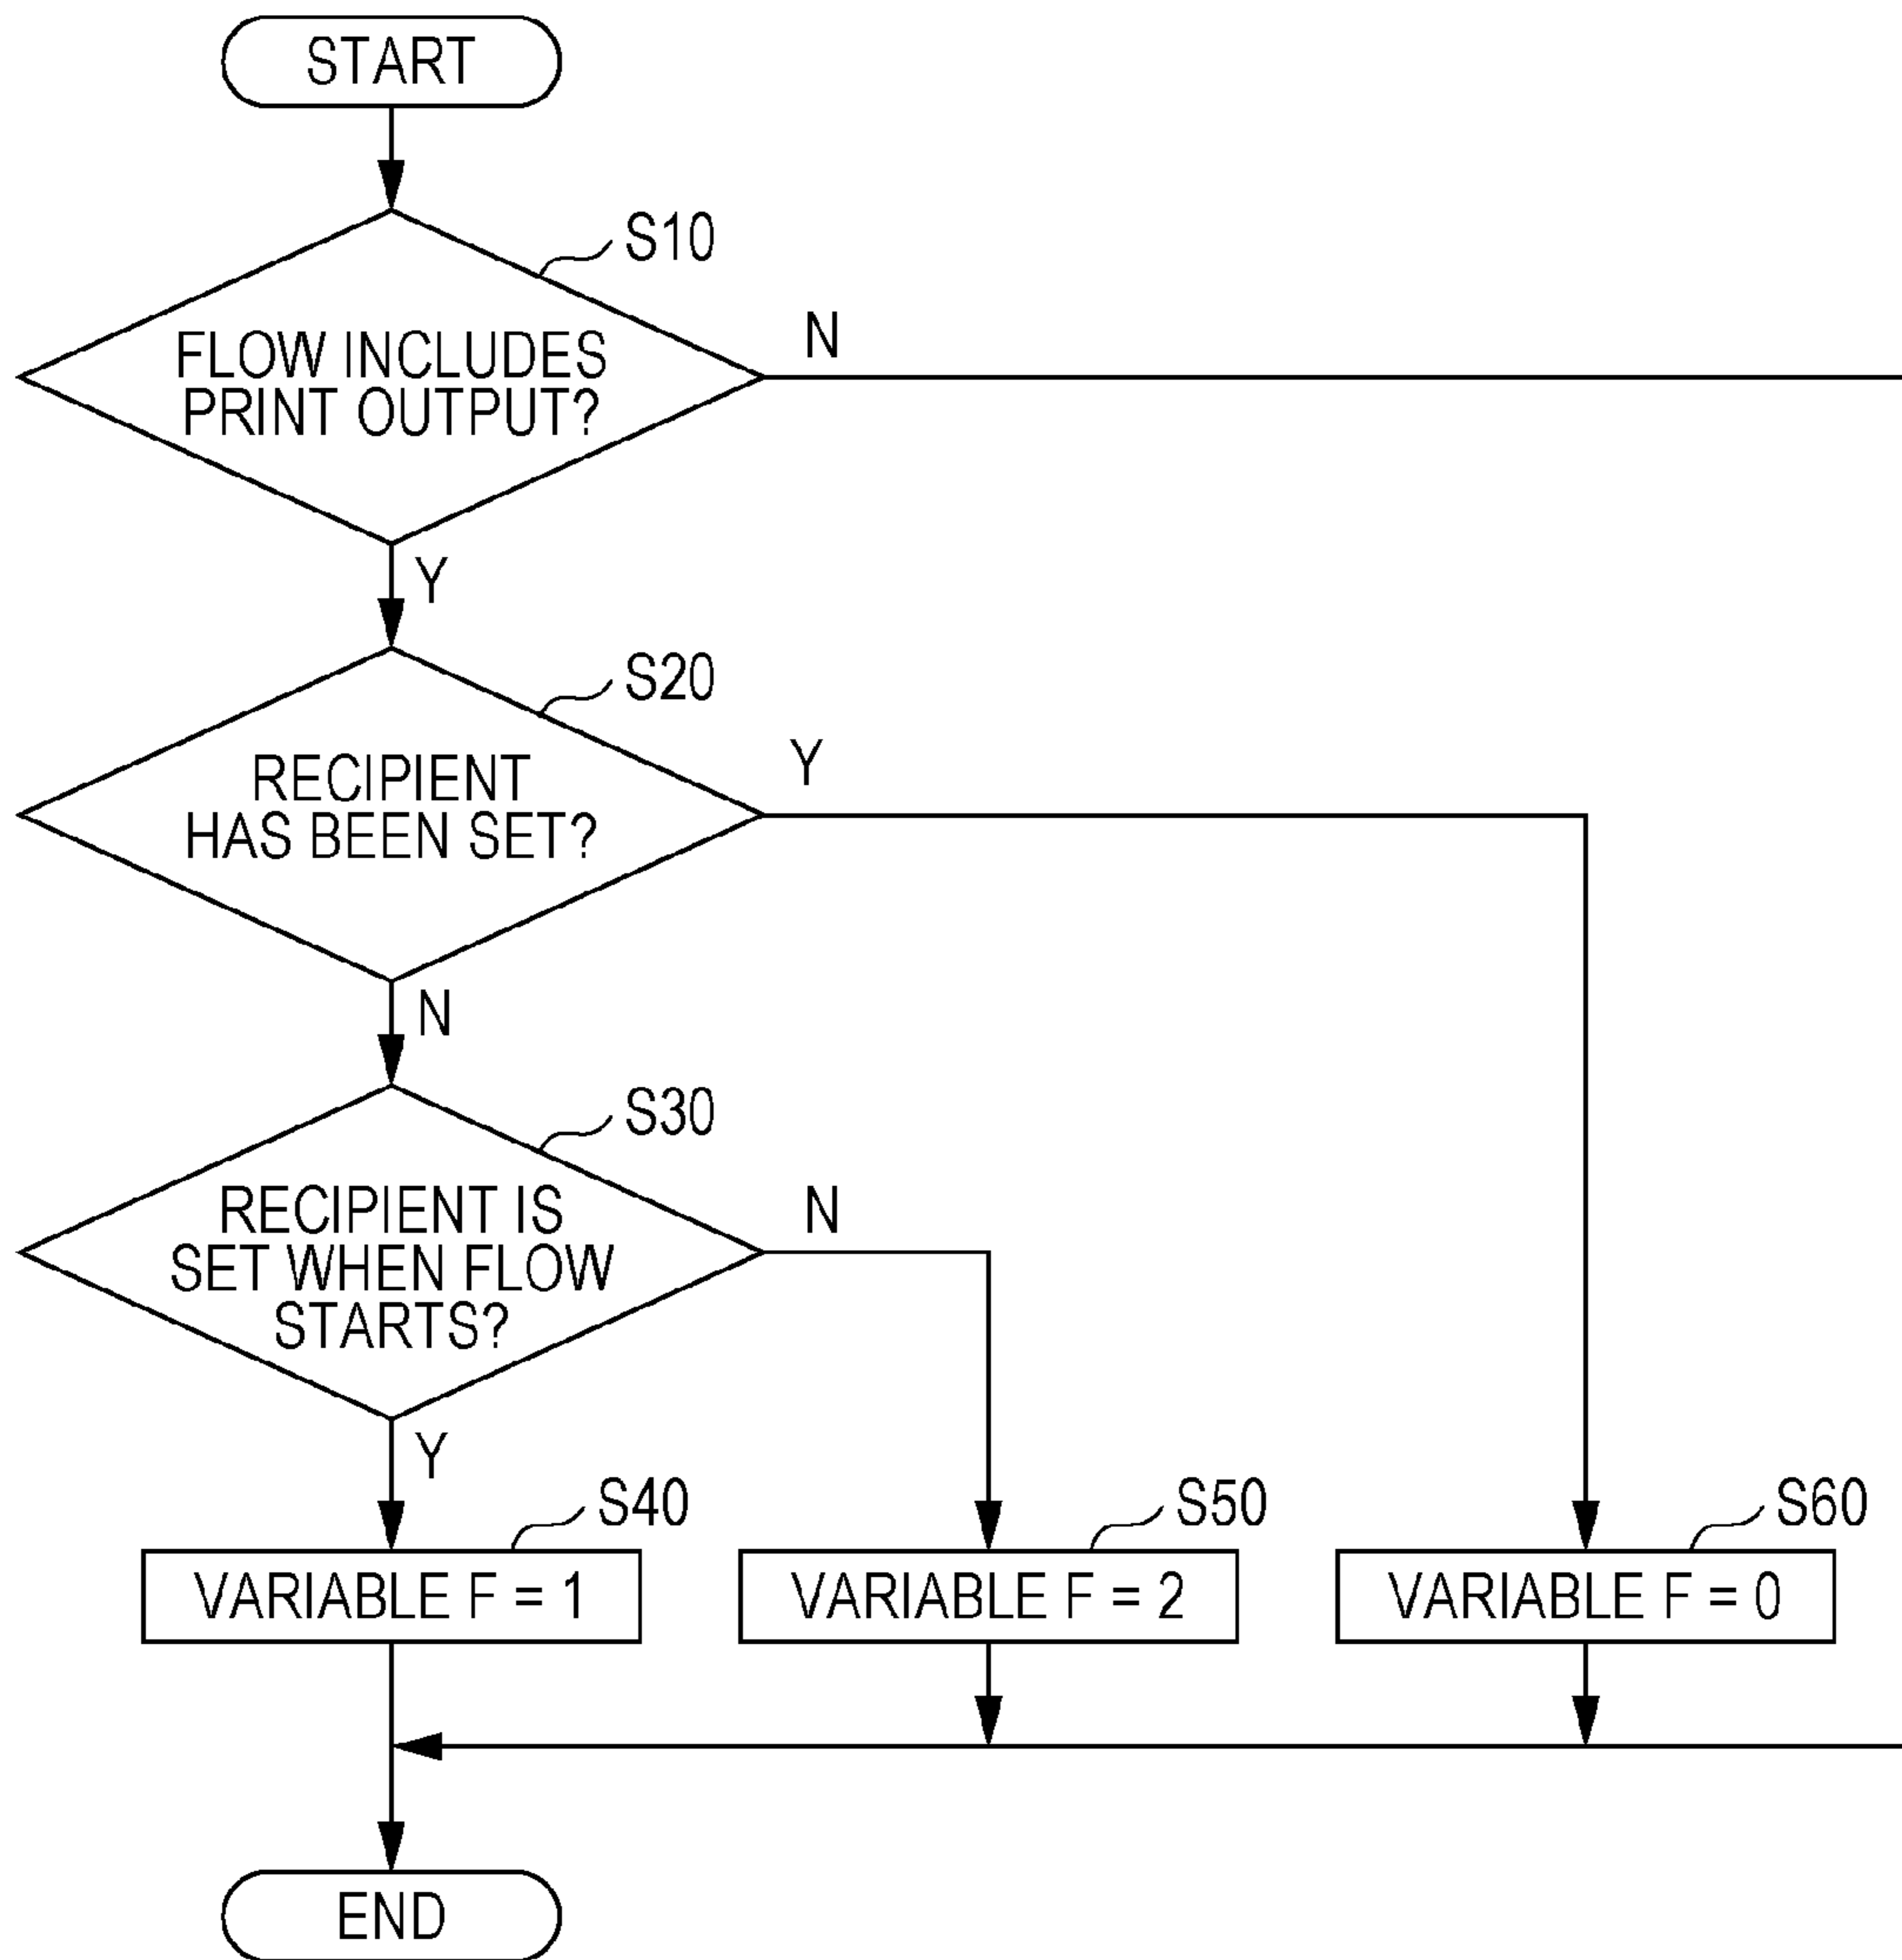 START
S10
FLOW INCLUDES
PRINT OUTPUT?
N
Y
S20
RECIPIENT
HAS BEEN SET?
Y
N
S30
RECIPIENT IS
SET WHEN FLOW
STARTS?
N
Y
S40
S50
S60
VARIABLE F = 1
VARIABLE F = 2
VARIABLE F = 0
END